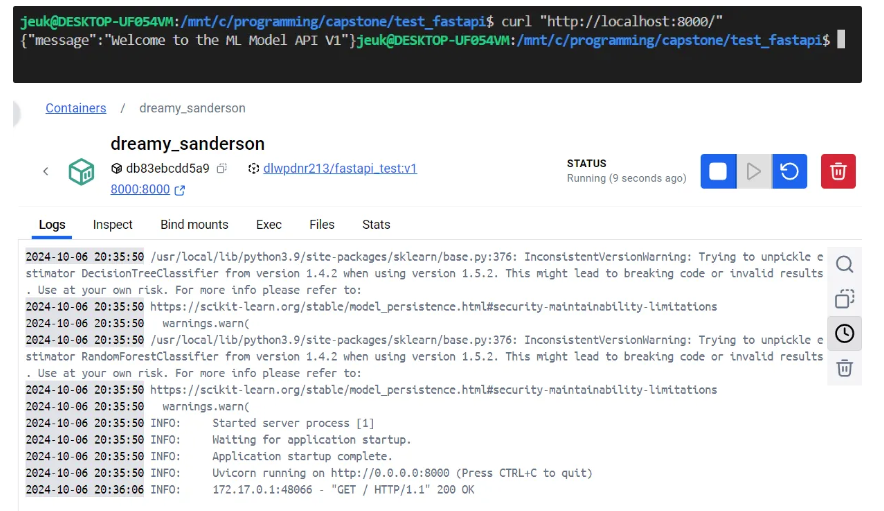 jeuk@DESKTOP-UF054VM:/mnt/c/programming/capstone/test_fastapi$ curl "http://localhost:8000/"
{"message":"Welcome to the ML Model API V1"}jeuk@DESKTOP-UF054VM:/mnt/c/programming/capstone/test_fastapi$
Containers / dreamy_sanderson
dreamy_sanderson
db83ebcdd5a9 dlwpdnr213/fastapi_test:v1
8000:8000
STATUS
Running (9 seconds ago)
Logs Inspect Bind mounts Exec Files Stats
2024-10-06 20:35:50 /usr/local/lib/python3.9/site-packages/sklearn/base.py:376: InconsistentVersionWarning: Trying to unpickle e
stimator DecisionTreeClassifier from version 1.4.2 when using version 1.5.2. This might lead to breaking code or invalid results
. Use at your own risk. For more info please refer to:
2024-10-06 20:35:50 https://scikit-learn.org/stable/model_persistence.html#security-maintainability-limitations
2024-10-06 20:35:50 warnings.warn(
2024-10-06 20:35:50 /usr/local/lib/python3.9/site-packages/sklearn/base.py:376: InconsistentVersionWarning: Trying to unpickle e
stimator RandomForestClassifier from version 1.4.2 when using version 1.5.2. This might lead to breaking code or invalid results
. Use at your own risk. For more info please refer to:
2024-10-06 20:35:50 https://scikit-learn.org/stable/model_persistence.html#security-maintainability-limitations
2024-10-06 20:35:50 warnings.warn(
2024-10-06 20:35:50 INFO: Started server process [1]
2024-10-06 20:35:50 INFO: Waiting for application startup.
2024-10-06 20:35:50 INFO: Application startup complete.
2024-10-06 20:35:50 INFO: Uvicorn running on http://0.0.0.0:8000 (Press CTRL+C to quit)
2024-10-06 20:36:06 INFO: 172.17.0.1:48066 - "GET / HTTP/1.1" 200 OK